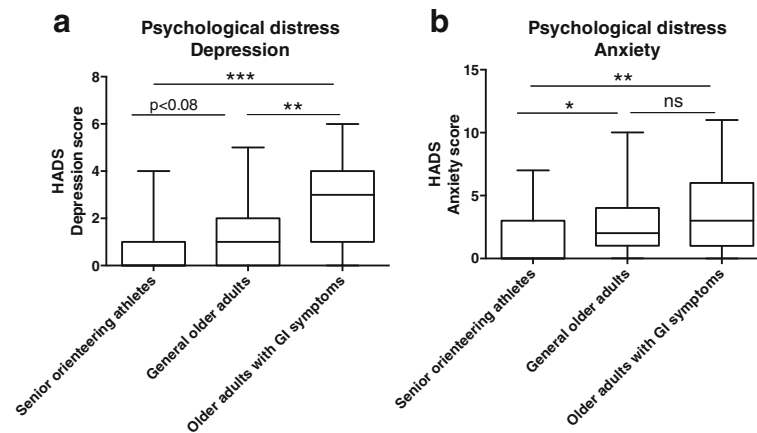 a
Psychological distress
Depression
HADS
Depression score
8
6
4
2
0
***
p<0.08
**
Senior orienteering athletes
General older adults
Older adults with GI symptoms
b
Psychological distress
Anxiety
HADS
Anxiety score
15
10
5
0
**
*
ns
Senior orienteering athletes
General older adults
Older adults with GI symptoms